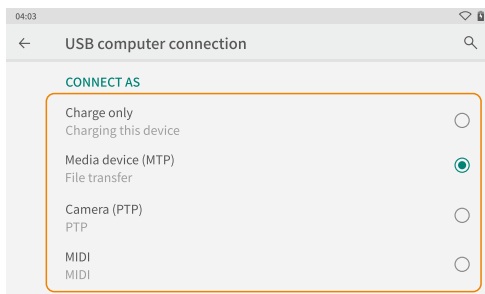 04:03
USB computer connection
CONNECT AS
Charge only
Charging this device
Media device (MTP)
File transfer
Camera (PTP)
PTP
MIDI
MIDI